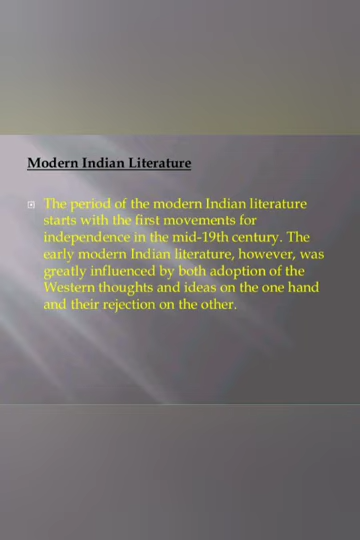 Modern Indian Literature
The period of the modern Indian literature
starts with the first movements for
independence in the mid-19th century. The
early modern Indian literature, however, was
greatly influenced by both adoption of the
Western thoughts and ideas on the one hand
and their rejection on the other.